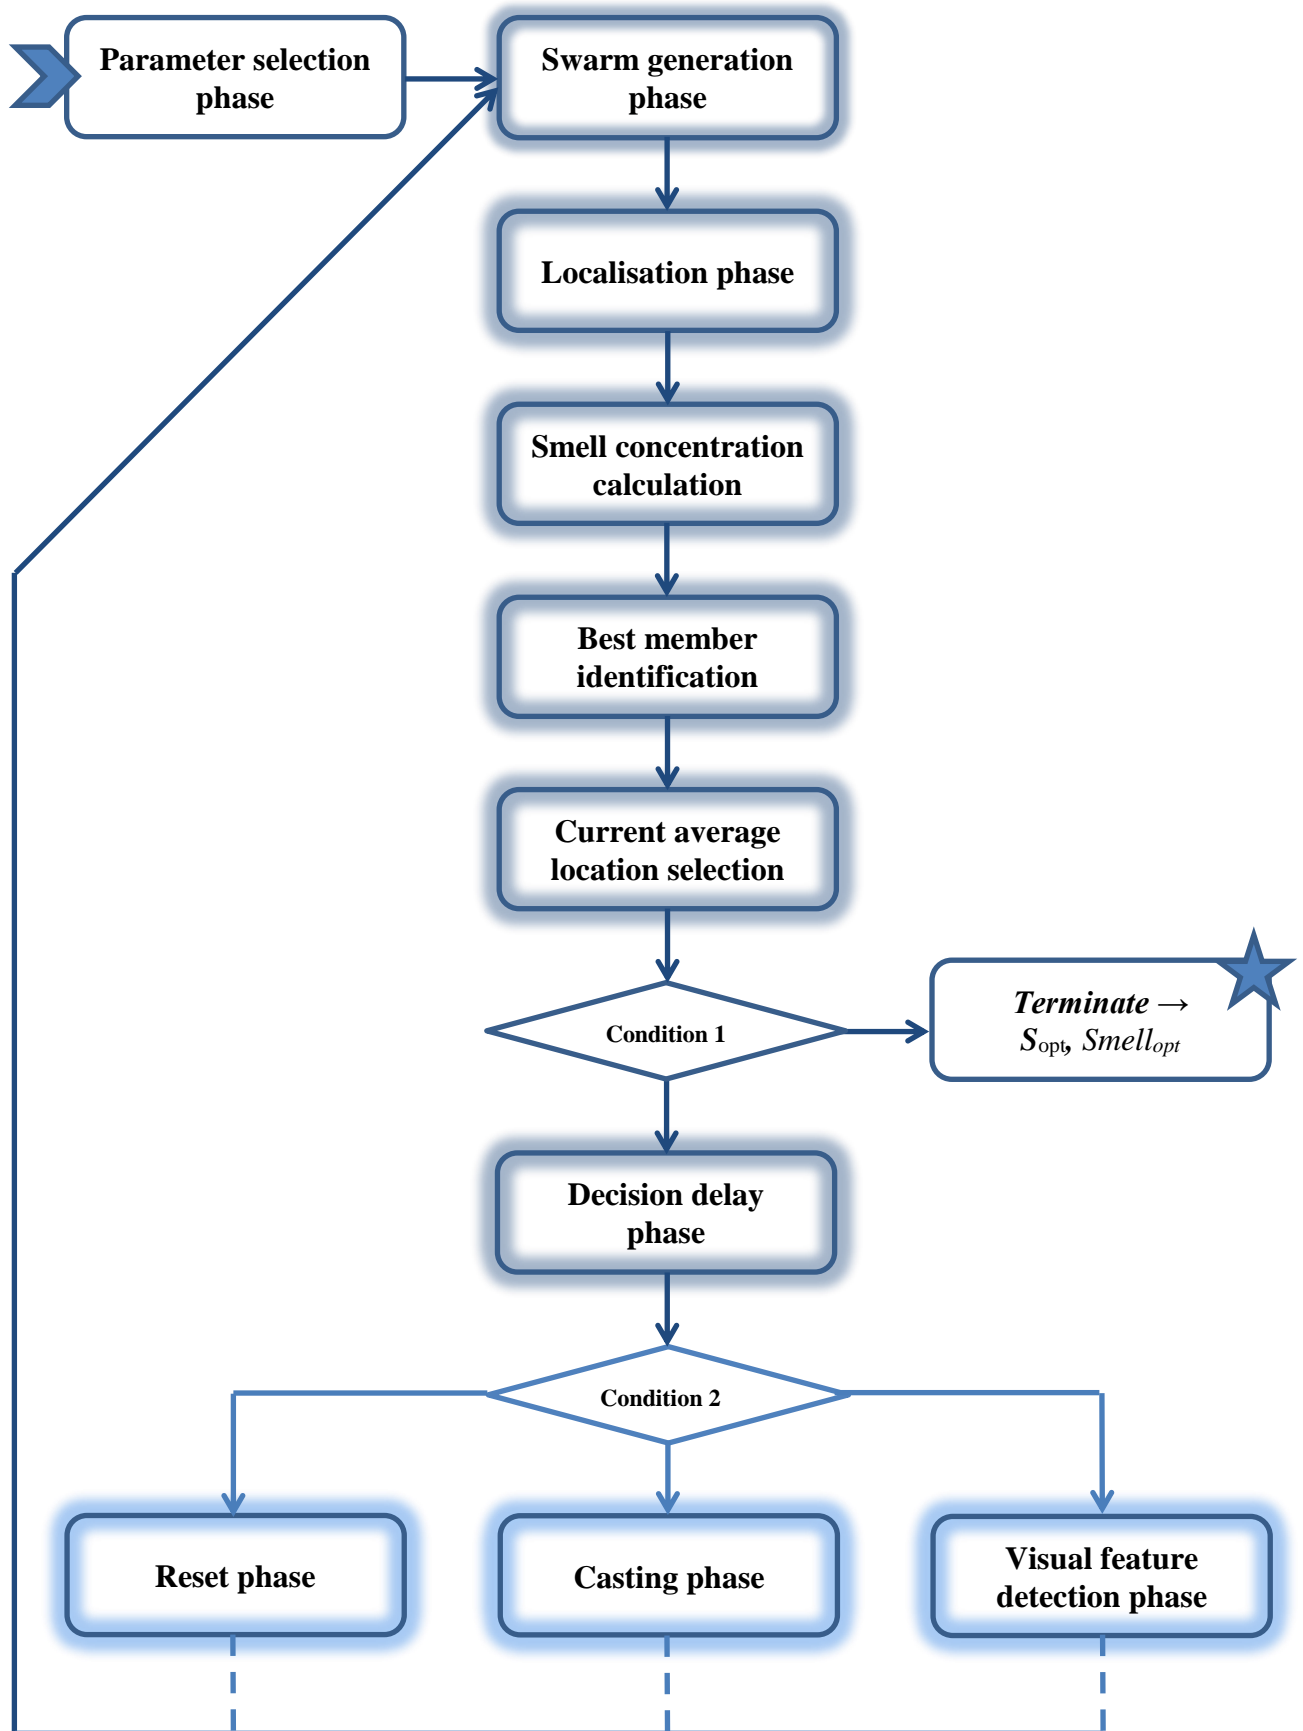 Parameter selection
phase
Swarm generation
phase
Localisation phase
Smell concentration
calculation
Best member
identification
Current average
location selection
Condition 1
Terminate →
Sopt, Smellopt
Decision delay
phase
Condition 2
Reset phase
Casting phase
Visual feature
detection phase